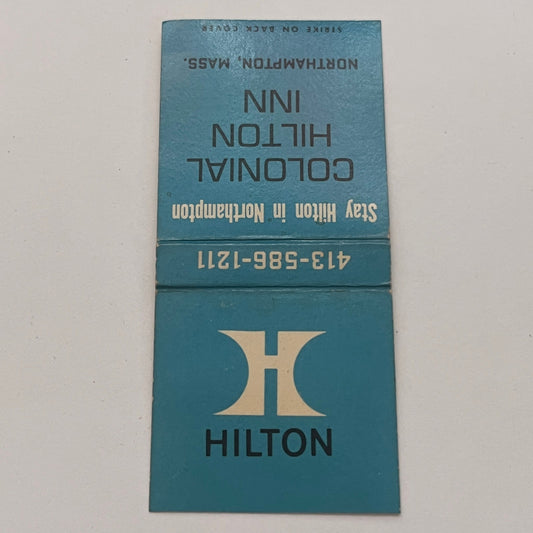 Stay Hilton in Northampton
COLONIAL
HILTON
INN
NORTHAMPTON, MASS.
STRIKE ON BACK COVER
413-586-1211
H
HILTON